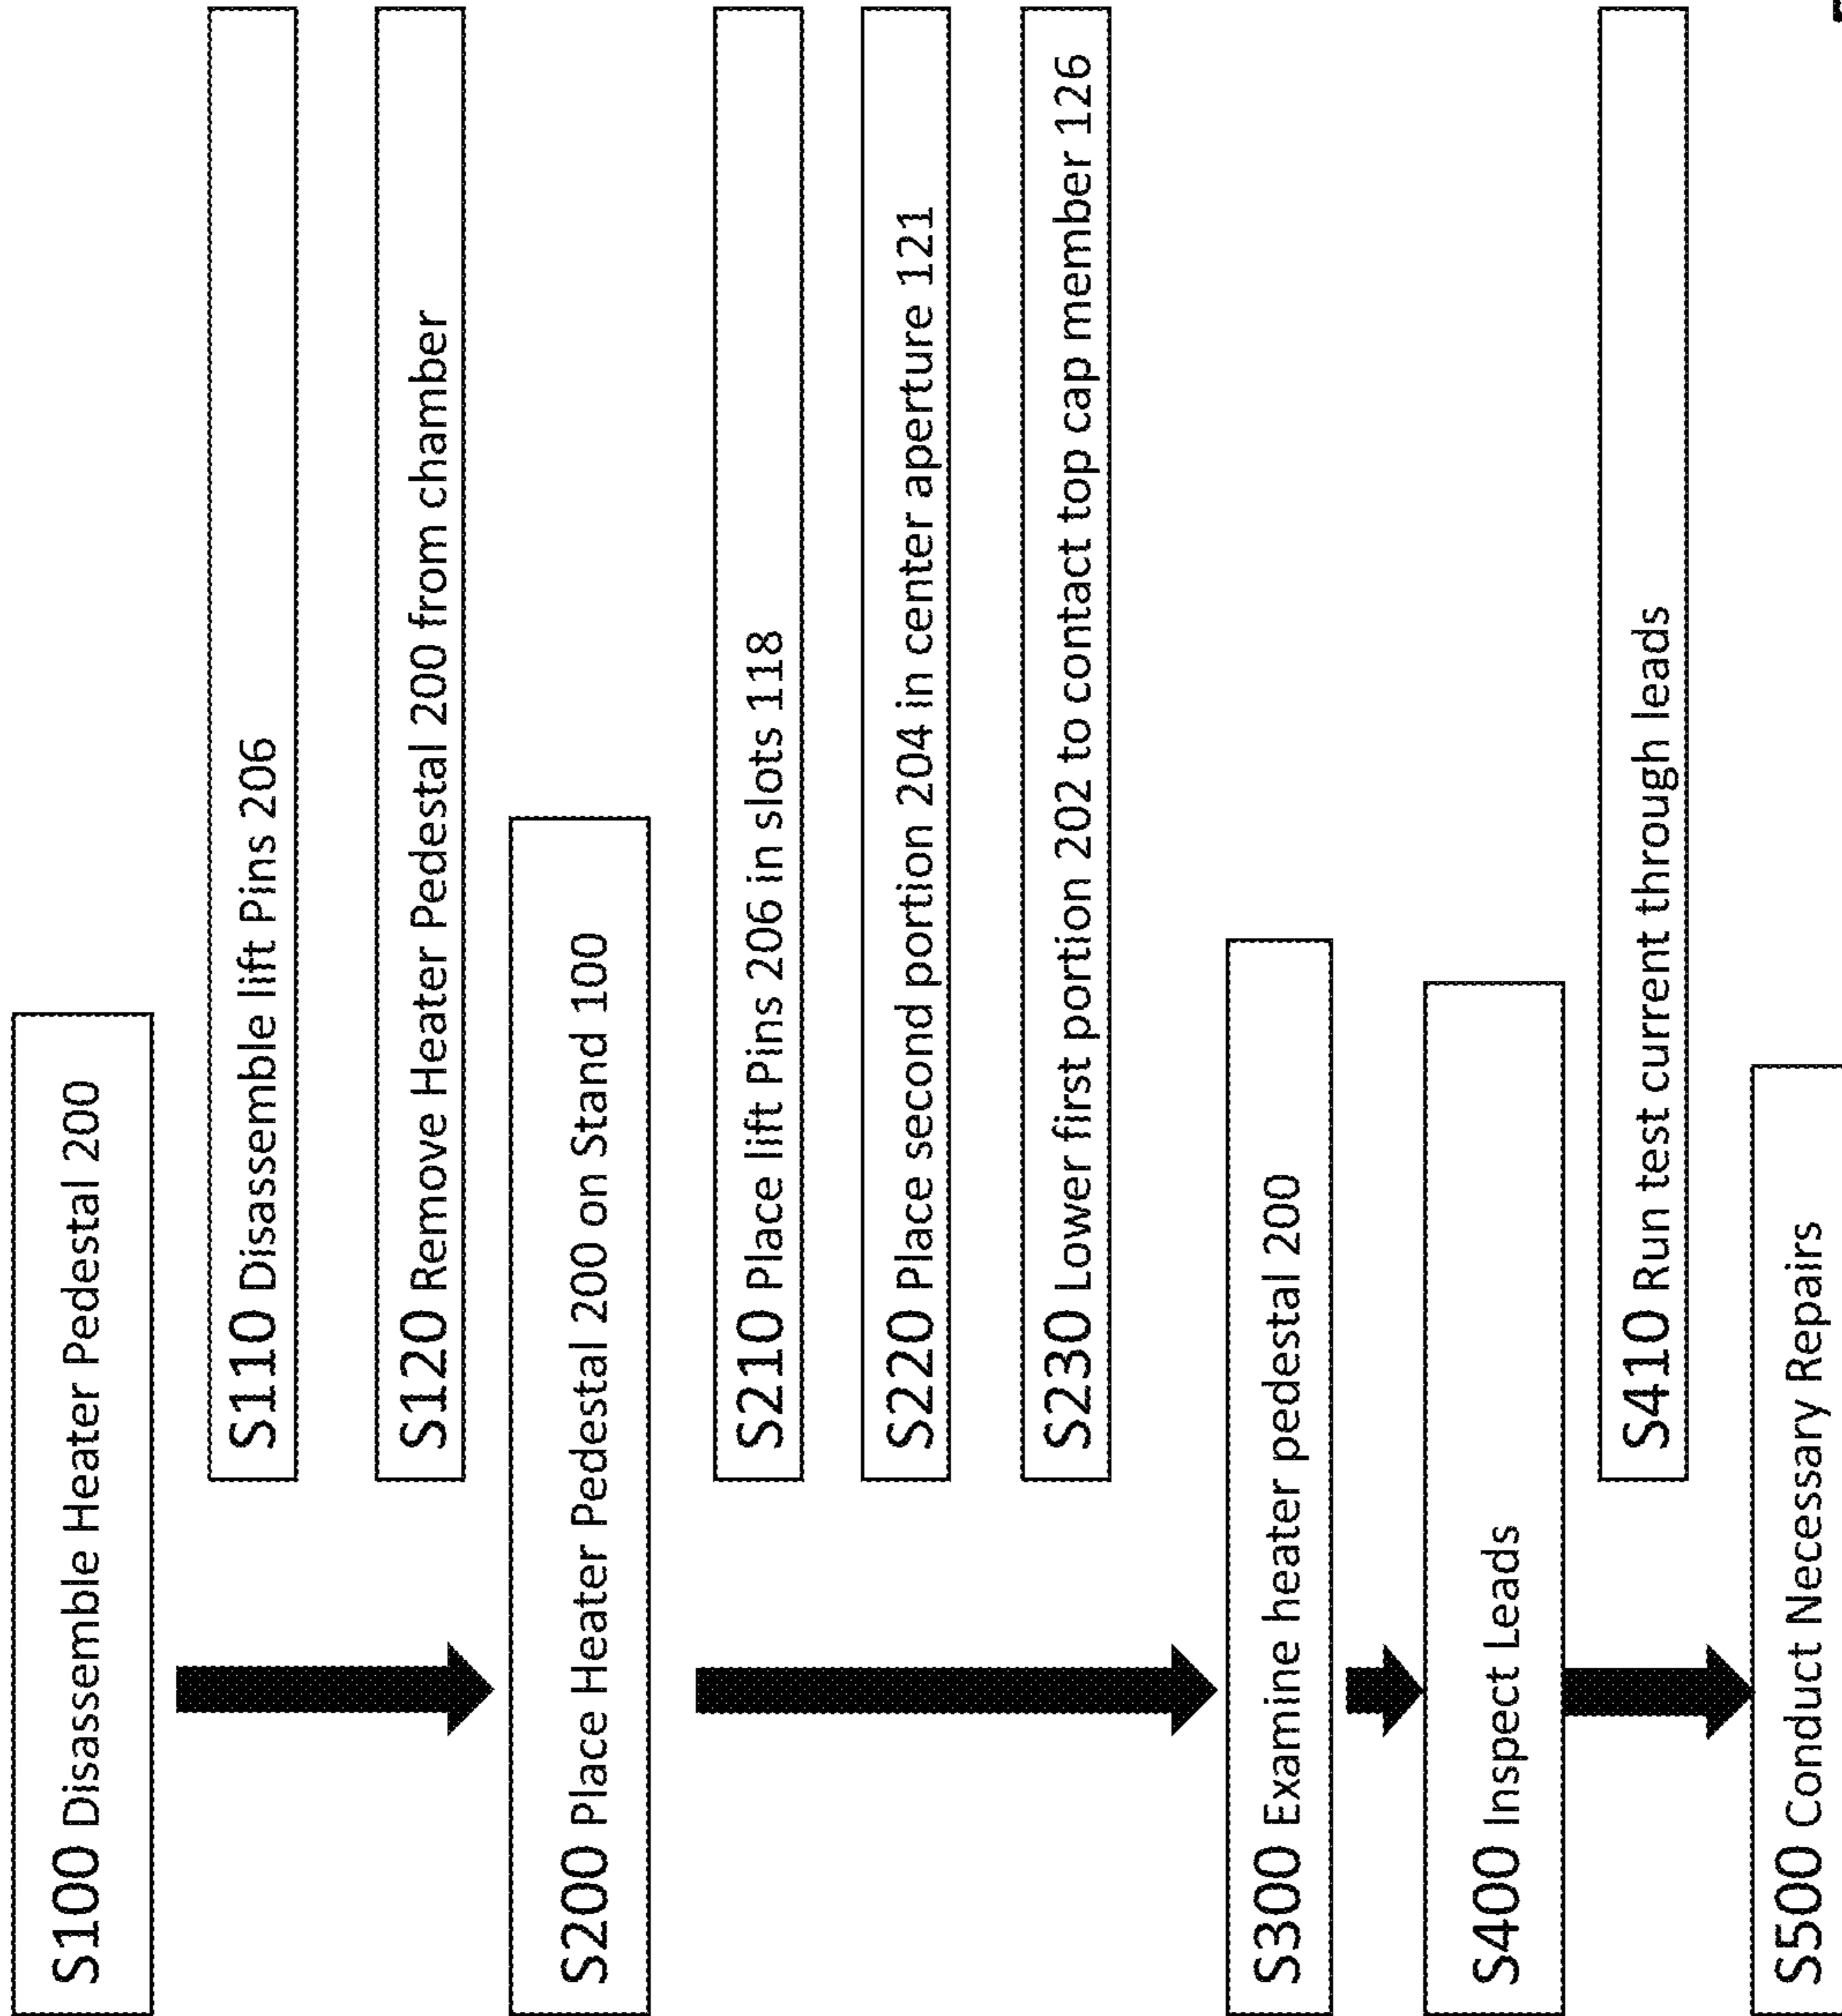 S100 Disassemble Heater Pedestal 200
S110 Disassemble lift Pins 206
S120 Remove Heater Pedestal 200 from chamber
S200 Place Heater Pedestal 200 on Stand 100
S210 Place lift Pins 206 in slots 118
S220 Place second portion 204 in center aperture 121
S230 Lower first portion 202 to contact top cap member 126
S300 Examine heater pedestal 200
S400 Inspect Leads
S410 Run test current through leads
S500 Conduct Necessary Repairs